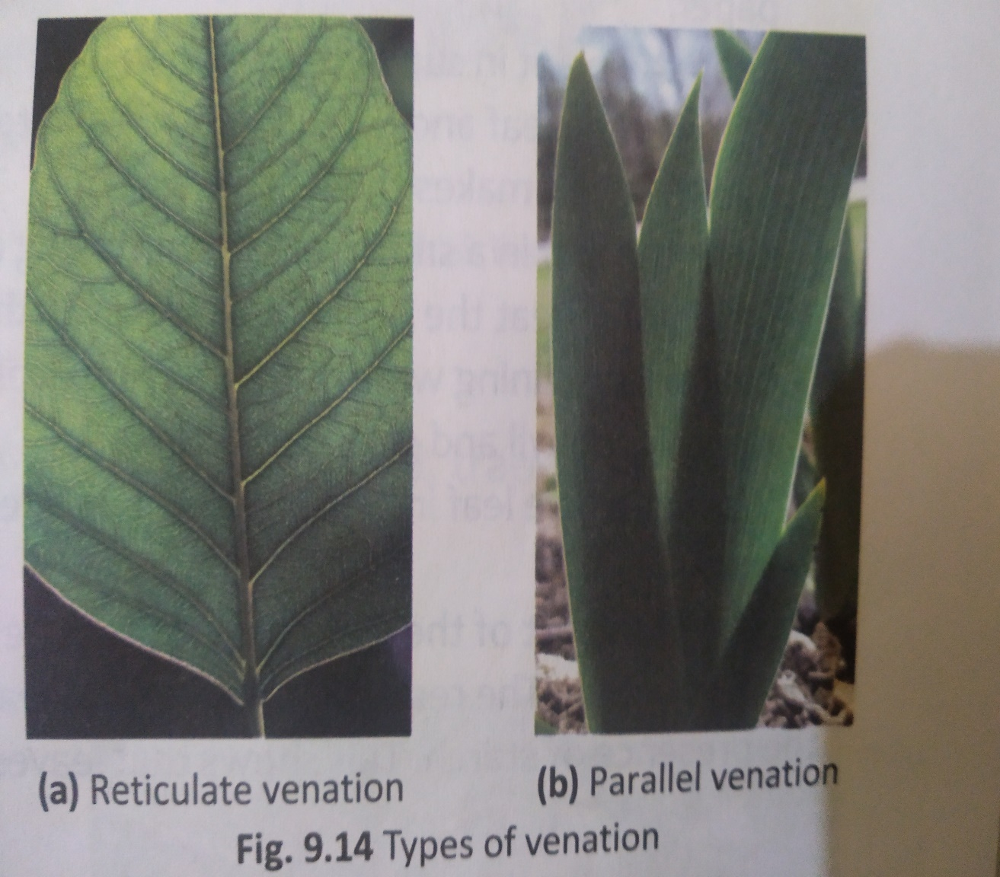 (a) Reticulate venation
(b) Parallel venation
Fig. 9.14 Types of venation